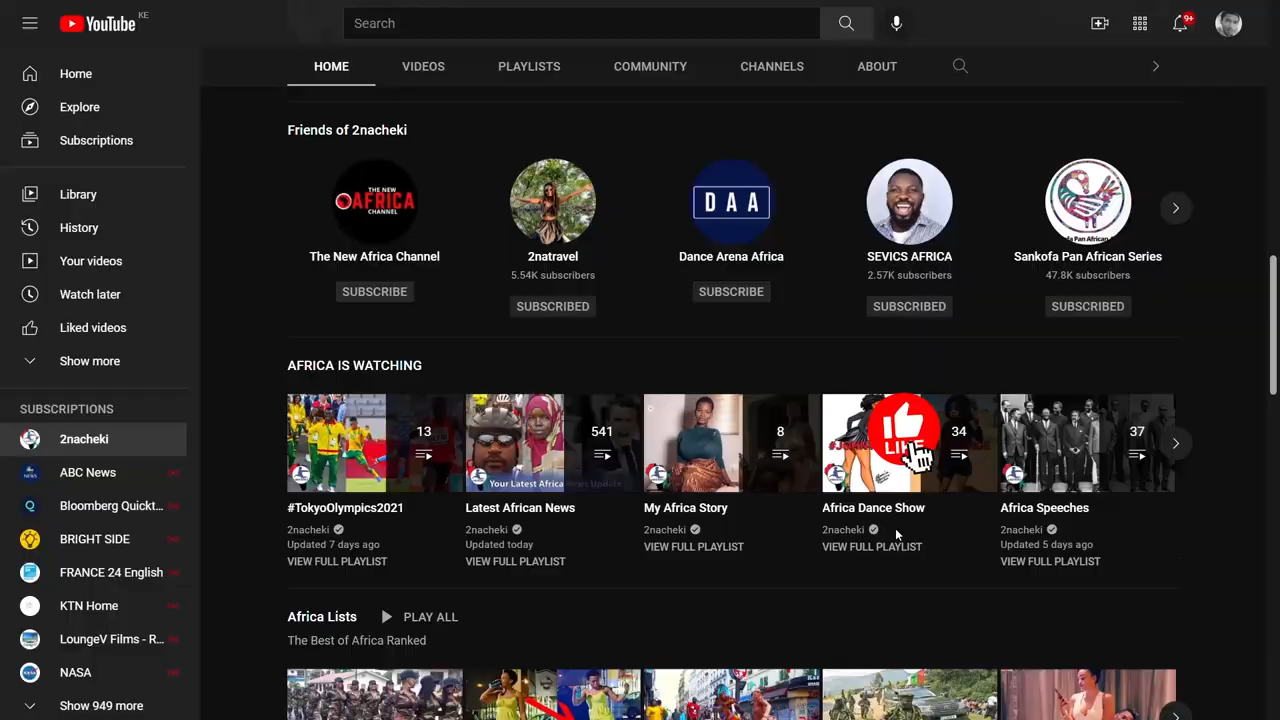 YouTube KE
Search
9+
Home
Explore
Subscriptions
Library
History
Your videos
Watch later
Liked videos
Show more
SUBSCRIPTIONS
2nacheki
ABC News
Bloomberg Quickt...
BRIGHT SIDE
FRANCE 24 English
KTN Home
LoungeV Films - R...
NASA
Show 949 more
HOME VIDEOS PLAYLISTS COMMUNITY CHANNELS ABOUT
Friends of 2nacheki
THE NEW
AFRICA
CHANNEL
DAA
The New Africa Channel
SUBSCRIBE
2natravel
5.54K subscribers
SUBSCRIBED
Dance Arena Africa
SUBSCRIBE
SEVICS AFRICA
2.57K subscribers
SUBSCRIBED
Sankofa Pan African Series
47.8K subscribers
SUBSCRIBED
AFRICA IS WATCHING
13
#TokyoOlympics2021
2nacheki
Updated 7 days ago
VIEW FULL PLAYLIST
541
Your Latest Africa News Update
Latest African News
2nacheki
Updated today
VIEW FULL PLAYLIST
8
My Africa Story
2nacheki
VIEW FULL PLAYLIST
34
LIKE
Africa Dance Show
2nacheki
VIEW FULL PLAYLIST
37
Africa Speeches
2nacheki
Updated 5 days ago
VIEW FULL PLAYLIST
Africa Lists PLAY ALL
The Best of Africa Ranked